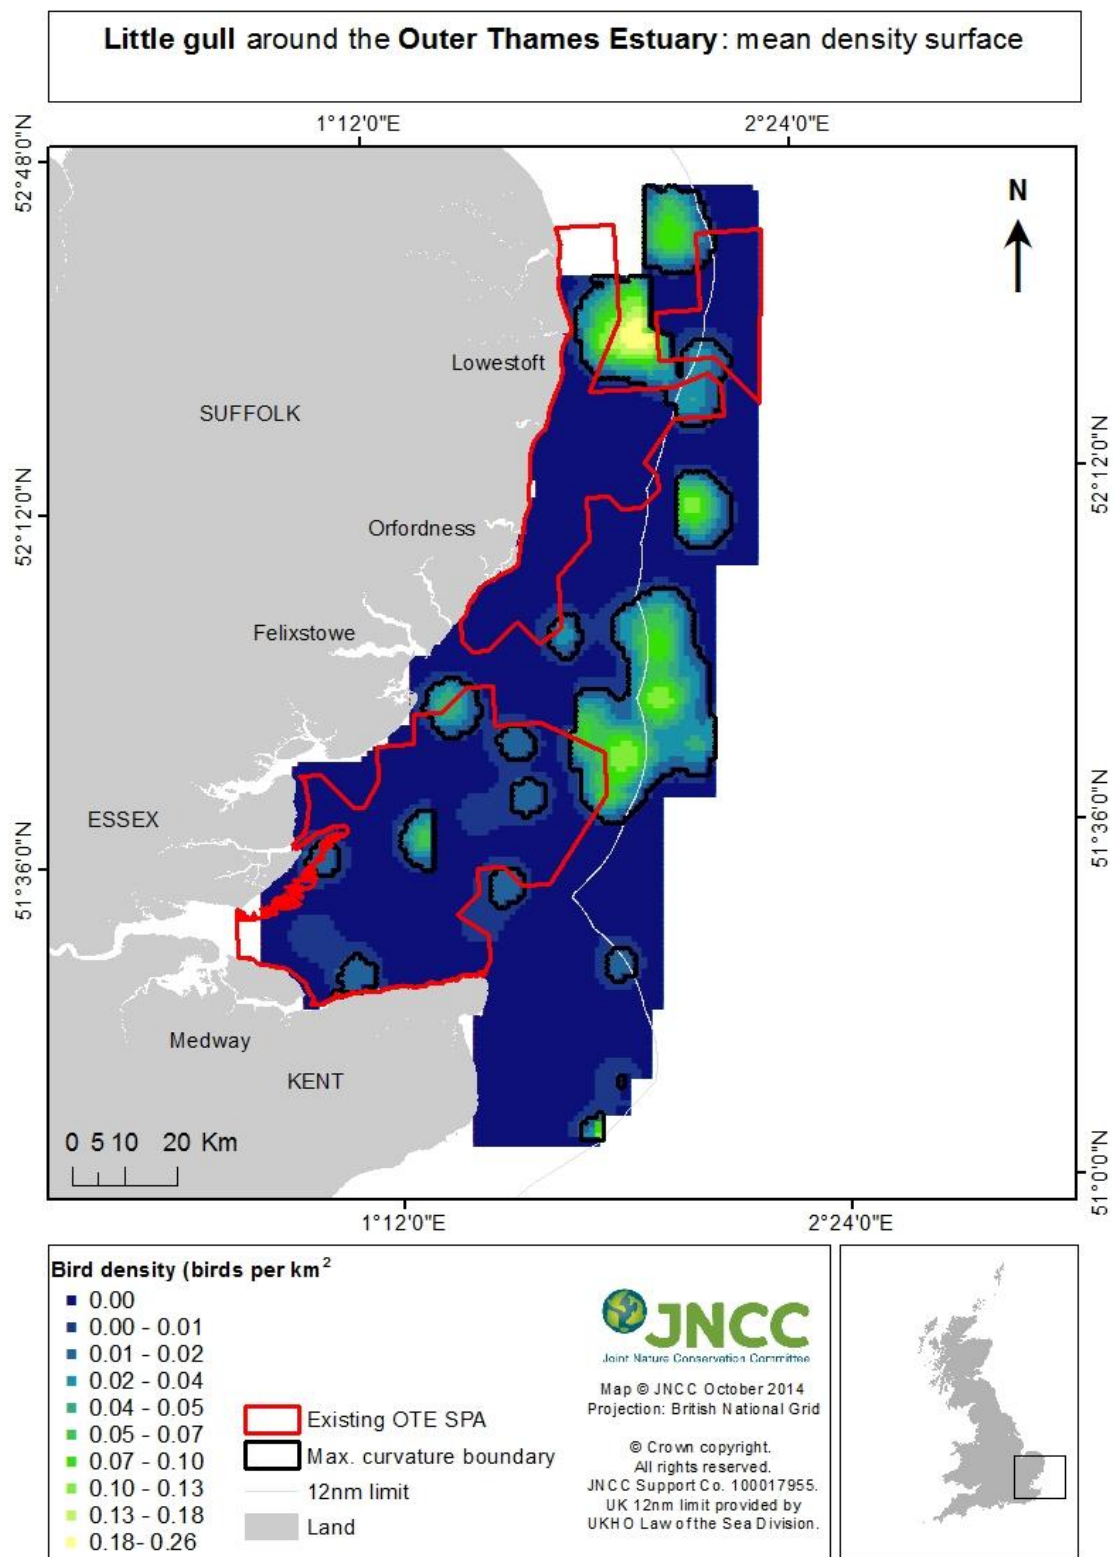 Little gull around the Outer Thames Estuary: mean density surface
1°12'0"E
2°24'0"E
52°48'0"N
N
Lowestoft
SUFFOLK
52°12'0"N
52°12'0"N
Orfordness
Felixstowe
ESSEX
51°36'0"N
51°36'0"N
Medway
KENT
0 5 10 20 Km
51°0'0"N
1°12'0"E
2°24'0"E
Bird density (birds per km²
0.00
0.00 - 0.01
0.01 - 0.02
0.02 - 0.04
0.04 - 0.05
0.05 - 0.07
0.07 - 0.10
0.10 - 0.13
0.13 - 0.18
0.18- 0.26
Existing OTE SPA
Max. curvature boundary
12nm limit
Land
JNCC
Joint Nature Conservation Committee
Map © JNCC October 2014
Projection: British National Grid
© Crown copyright.
All rights reserved.
JNCC Support Co. 100017955.
UK 12nm limit provided by
UKHO Law of the Sea Division.